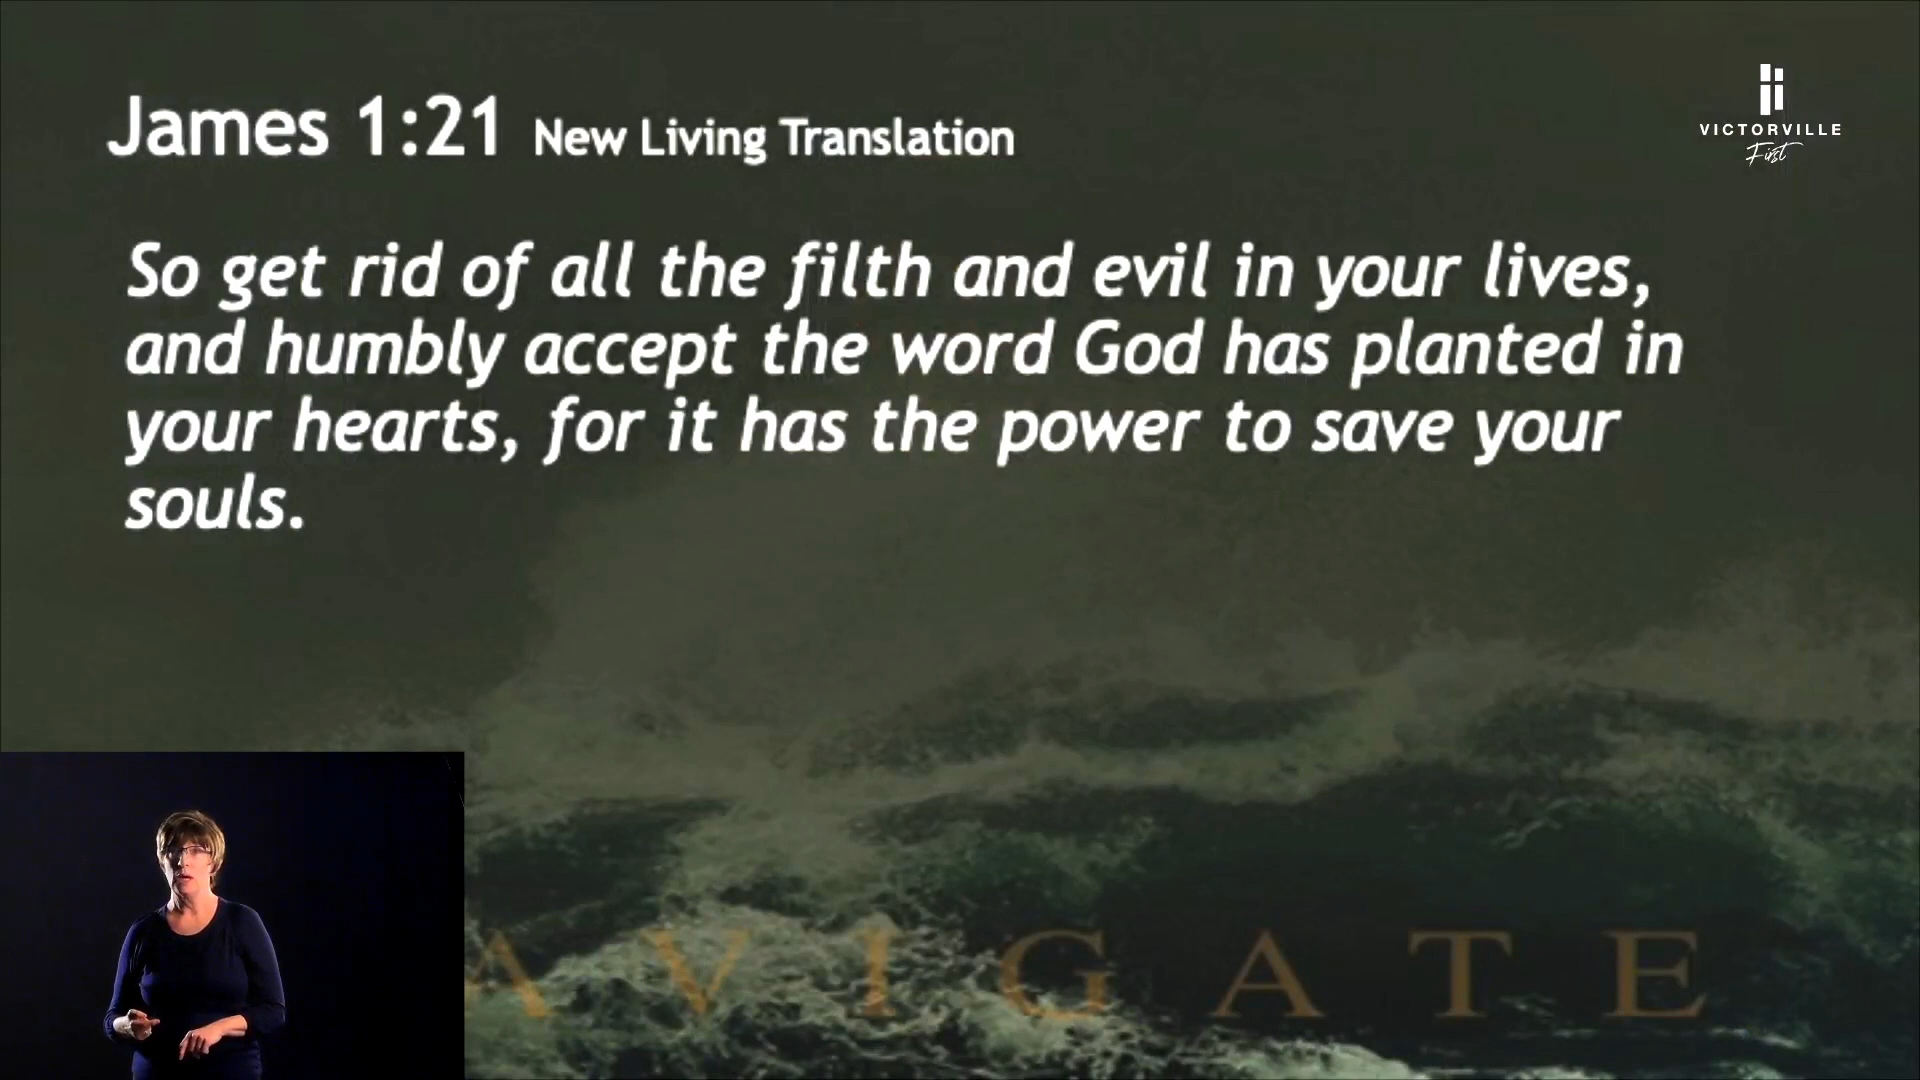 James 1:21 New Living Translation
VICTORVILLE
First
So get rid of all the filth and evil in your lives,
and humbly accept the word God has planted in
your hearts, for it has the power to save your
souls.
AVIGATE